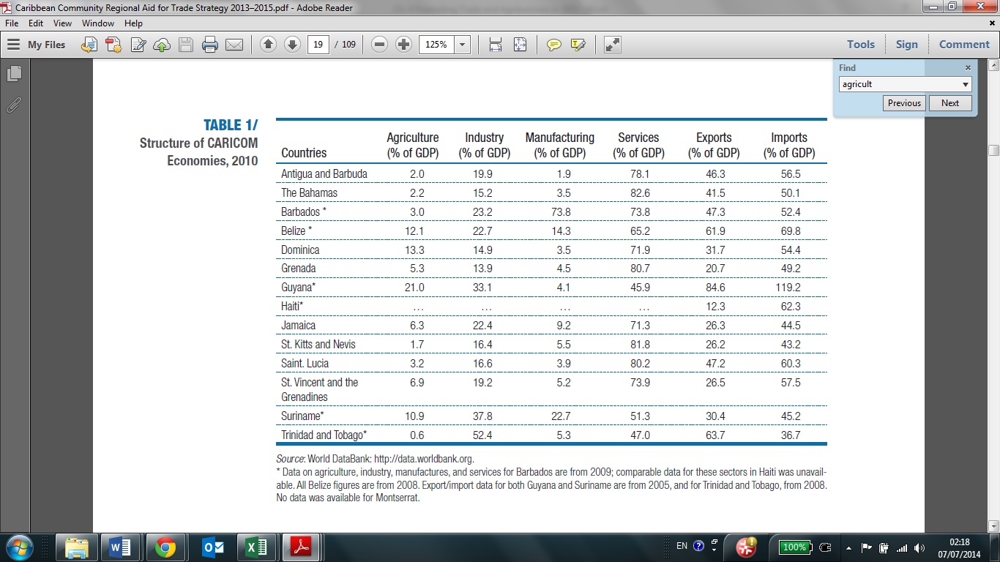 Caribbean Community Regional Aid for Trade Strategy 2013–2015.pdf - Adobe Reader
File Edit View Window Help
My Files 19 / 109 125% Tools Sign Comment
Find
agricult
Previous Next
TABLE 1/
Structure of CARICOM
Economies, 2010
Agriculture Industry Manufacturing Services Exports Imports
Countries (% of GDP) (% of GDP) (% of GDP) (% of GDP) (% of GDP) (% of GDP)
Antigua and Barbuda 2.0 19.9 1.9 78.1 46.3 56.5
The Bahamas 2.2 15.2 3.5 82.6 41.5 50.1
Barbados * 3.0 23.2 73.8 73.8 47.3 52.4
Belize * 12.1 22.7 14.3 65.2 61.9 69.8
Dominica 13.3 14.9 3.5 71.9 31.7 54.4
Grenada 5.3 13.9 4.5 80.7 20.7 49.2
Guyana* 21.0 33.1 4.1 45.9 84.6 119.2
Haiti* … … … … 12.3 62.3
Jamaica 6.3 22.4 9.2 71.3 26.3 44.5
St. Kitts and Nevis 1.7 16.4 5.5 81.8 26.2 43.2
Saint. Lucia 3.2 16.6 3.9 80.2 47.2 60.3
St. Vincent and the 6.9 19.2 5.2 73.9 26.5 57.5
Grenadines
Suriname* 10.9 37.8 22.7 51.3 30.4 45.2
Trinidad and Tobago* 0.6 52.4 5.3 47.0 63.7 36.7
Source: World DataBank: http://data.worldbank.org.
* Data on agriculture, industry, manufactures, and services for Barbados are from 2009; comparable data for these sectors in Haiti was unavail-
able. All Belize figures are from 2008. Export/import data for both Guyana and Suriname are from 2005, and for Trinidad and Tobago, from 2008.
No data was available for Montserrat.
EN 100% 02:18
07/07/2014